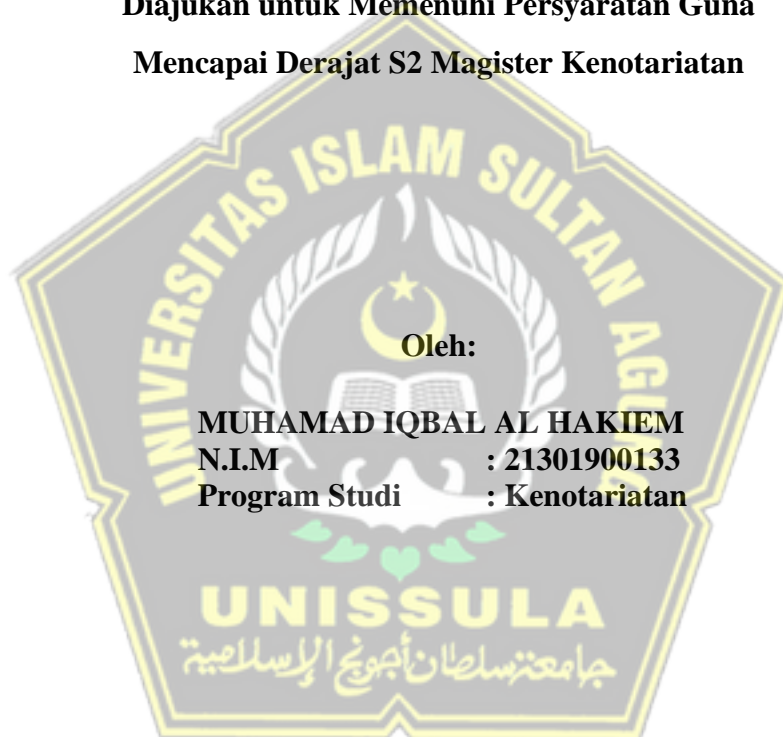 Diajukan untuk Memenuhi Persyaratan Guna
Mencapai Derajat S2 Magister Kenotariatan
UNIVERSITAS ISLAM SULTAN AGUNG
Oleh:
MUHAMAD IQBAL AL HAKIEM
N.I.M : 21301900133
Program Studi : Kenotariatan
UNISSULA
جامعة سلطان أجونج الإسلامية